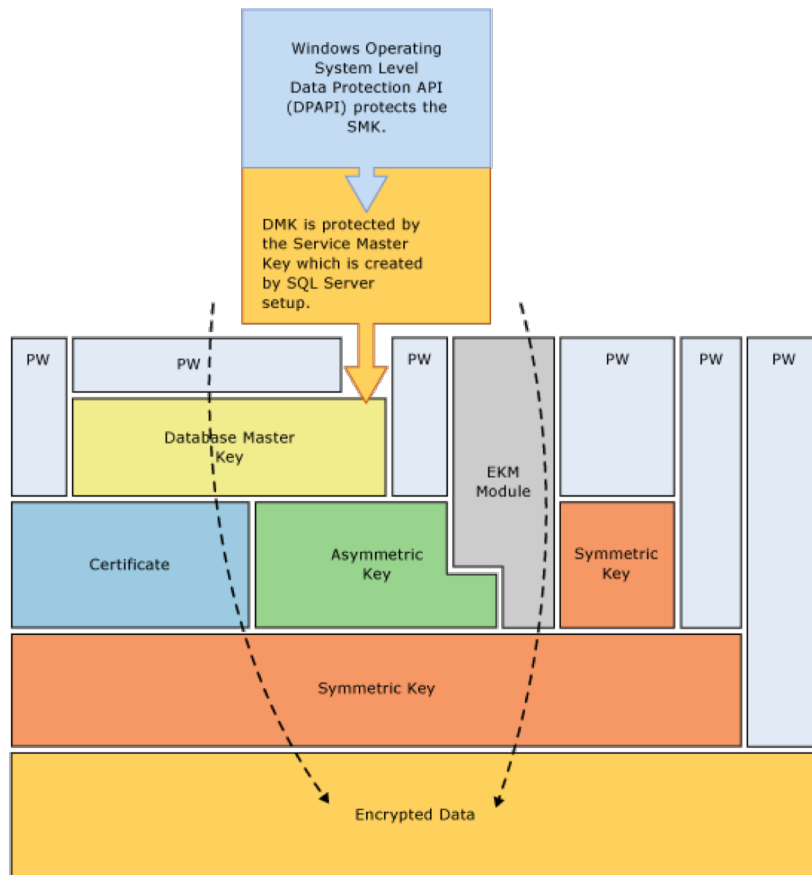 Windows Operating
System Level
Data Protection API
(DPAPI) protects the
SMK.
DMK is protected by
the Service Master
Key which is created
by SQL Server
setup.
PW
PW
PW
PW
PW
PW
Database Master
Key
EKM
Module
Certificate
Asymmetric
Key
Symmetric
Key
Symmetric Key
Encrypted Data